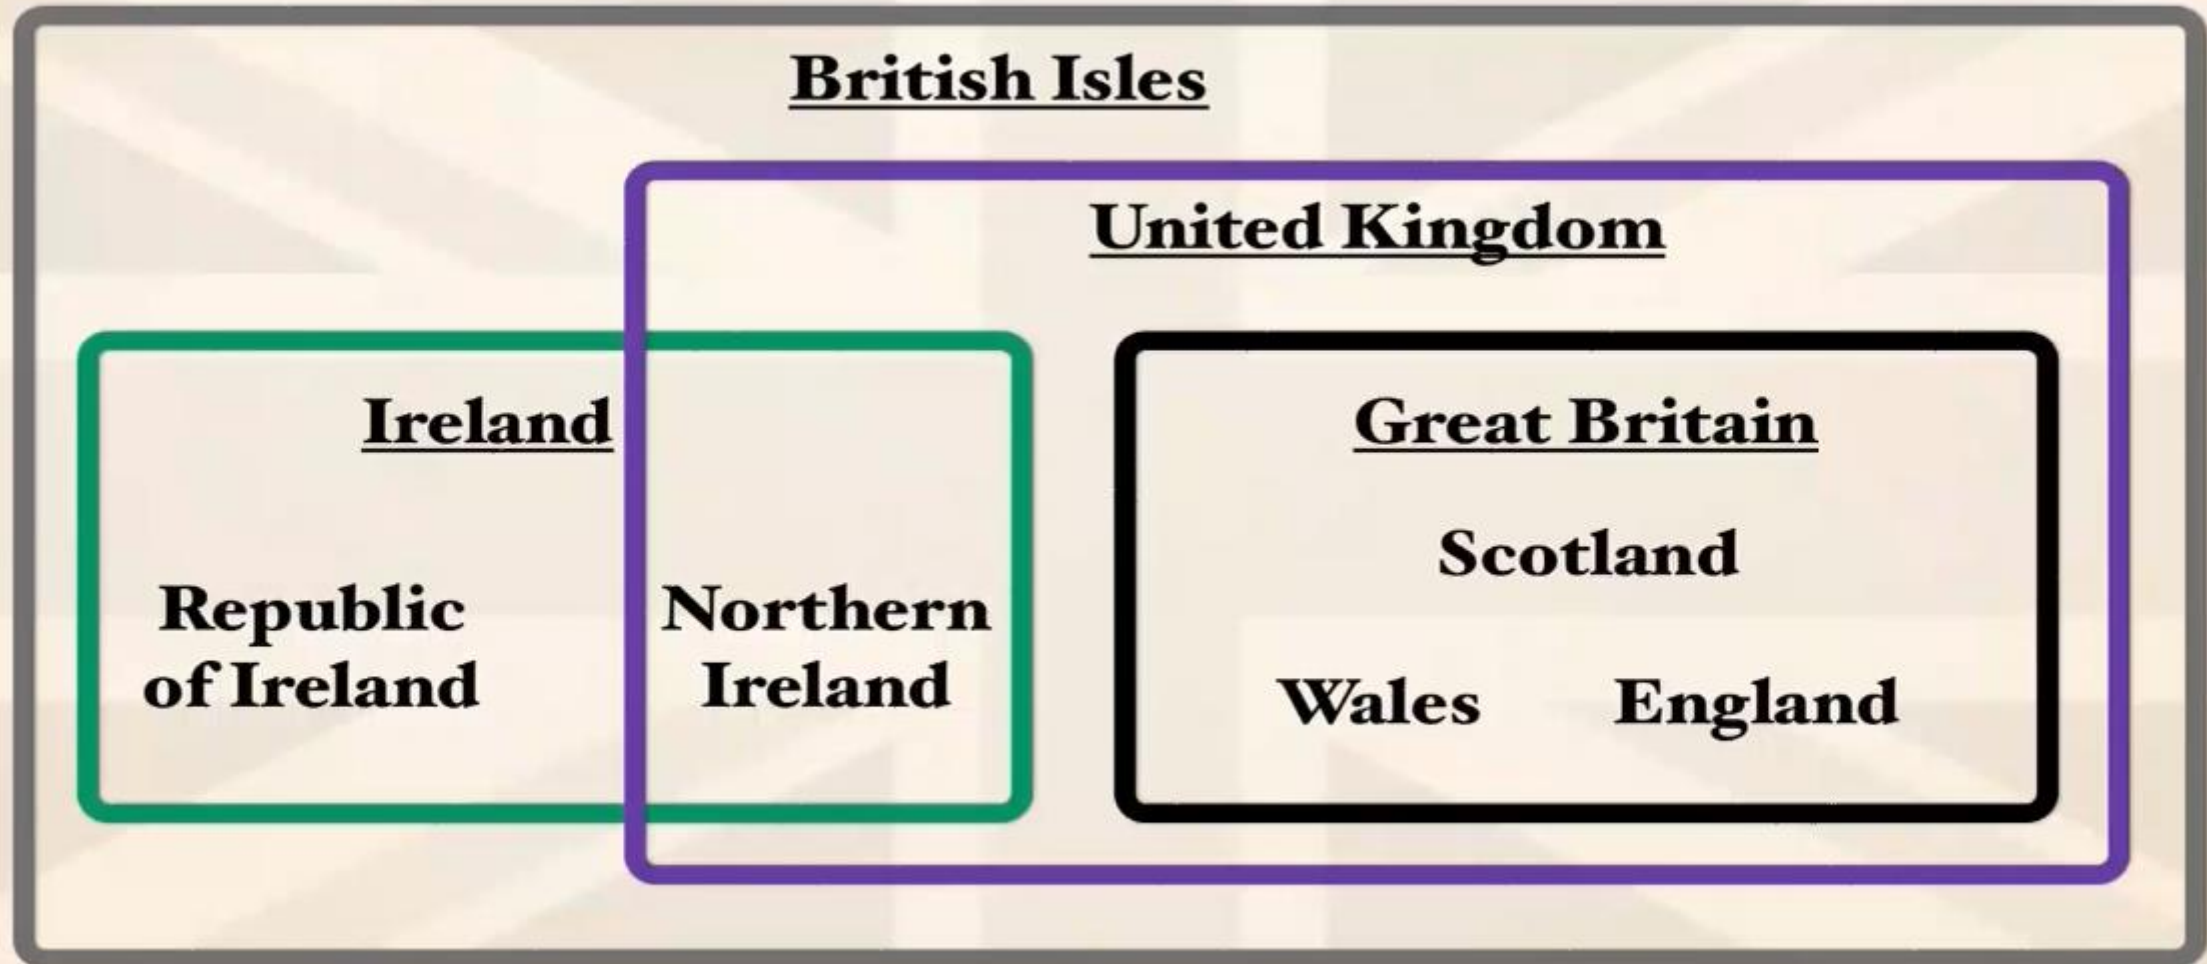 British Isles
United Kingdom
Ireland
Great Britain
Scotland
Republic
of Ireland
Northern
Ireland
Wales
England